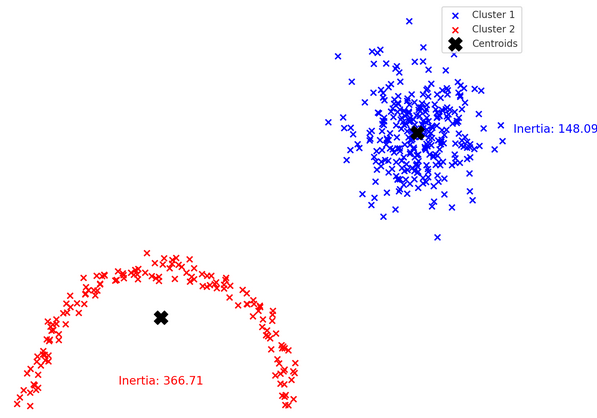 Cluster 1
Cluster 2
Centroids
Inertia: 148.09
Inertia: 366.71